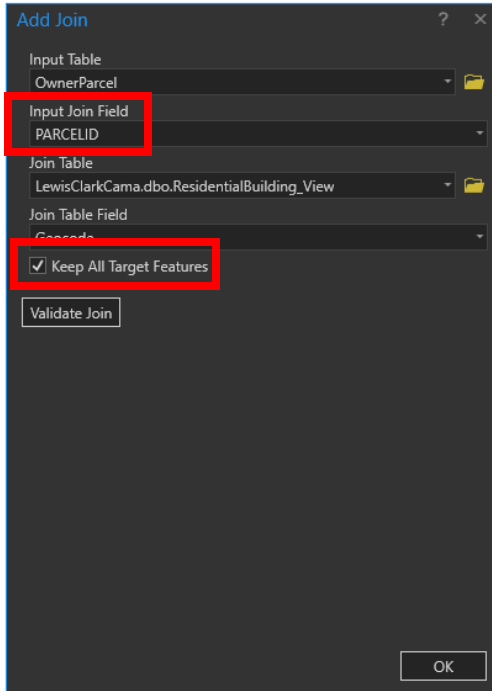 Add Join ? ×
Input Table
OwnerParcel
Input Join Field
PARCELID
Join Table
LewisClarkCama.dbo.ResidentialBuilding_View
Join Table Field
Geocode
Keep All Target Features
Validate Join
OK